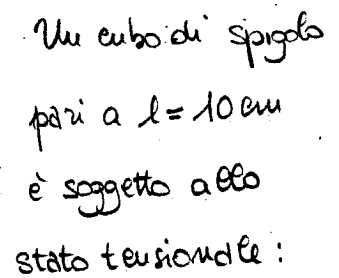 Un cubo di spigolo
pari a l = 10 cm
è soggetto allo
stato tensionale :